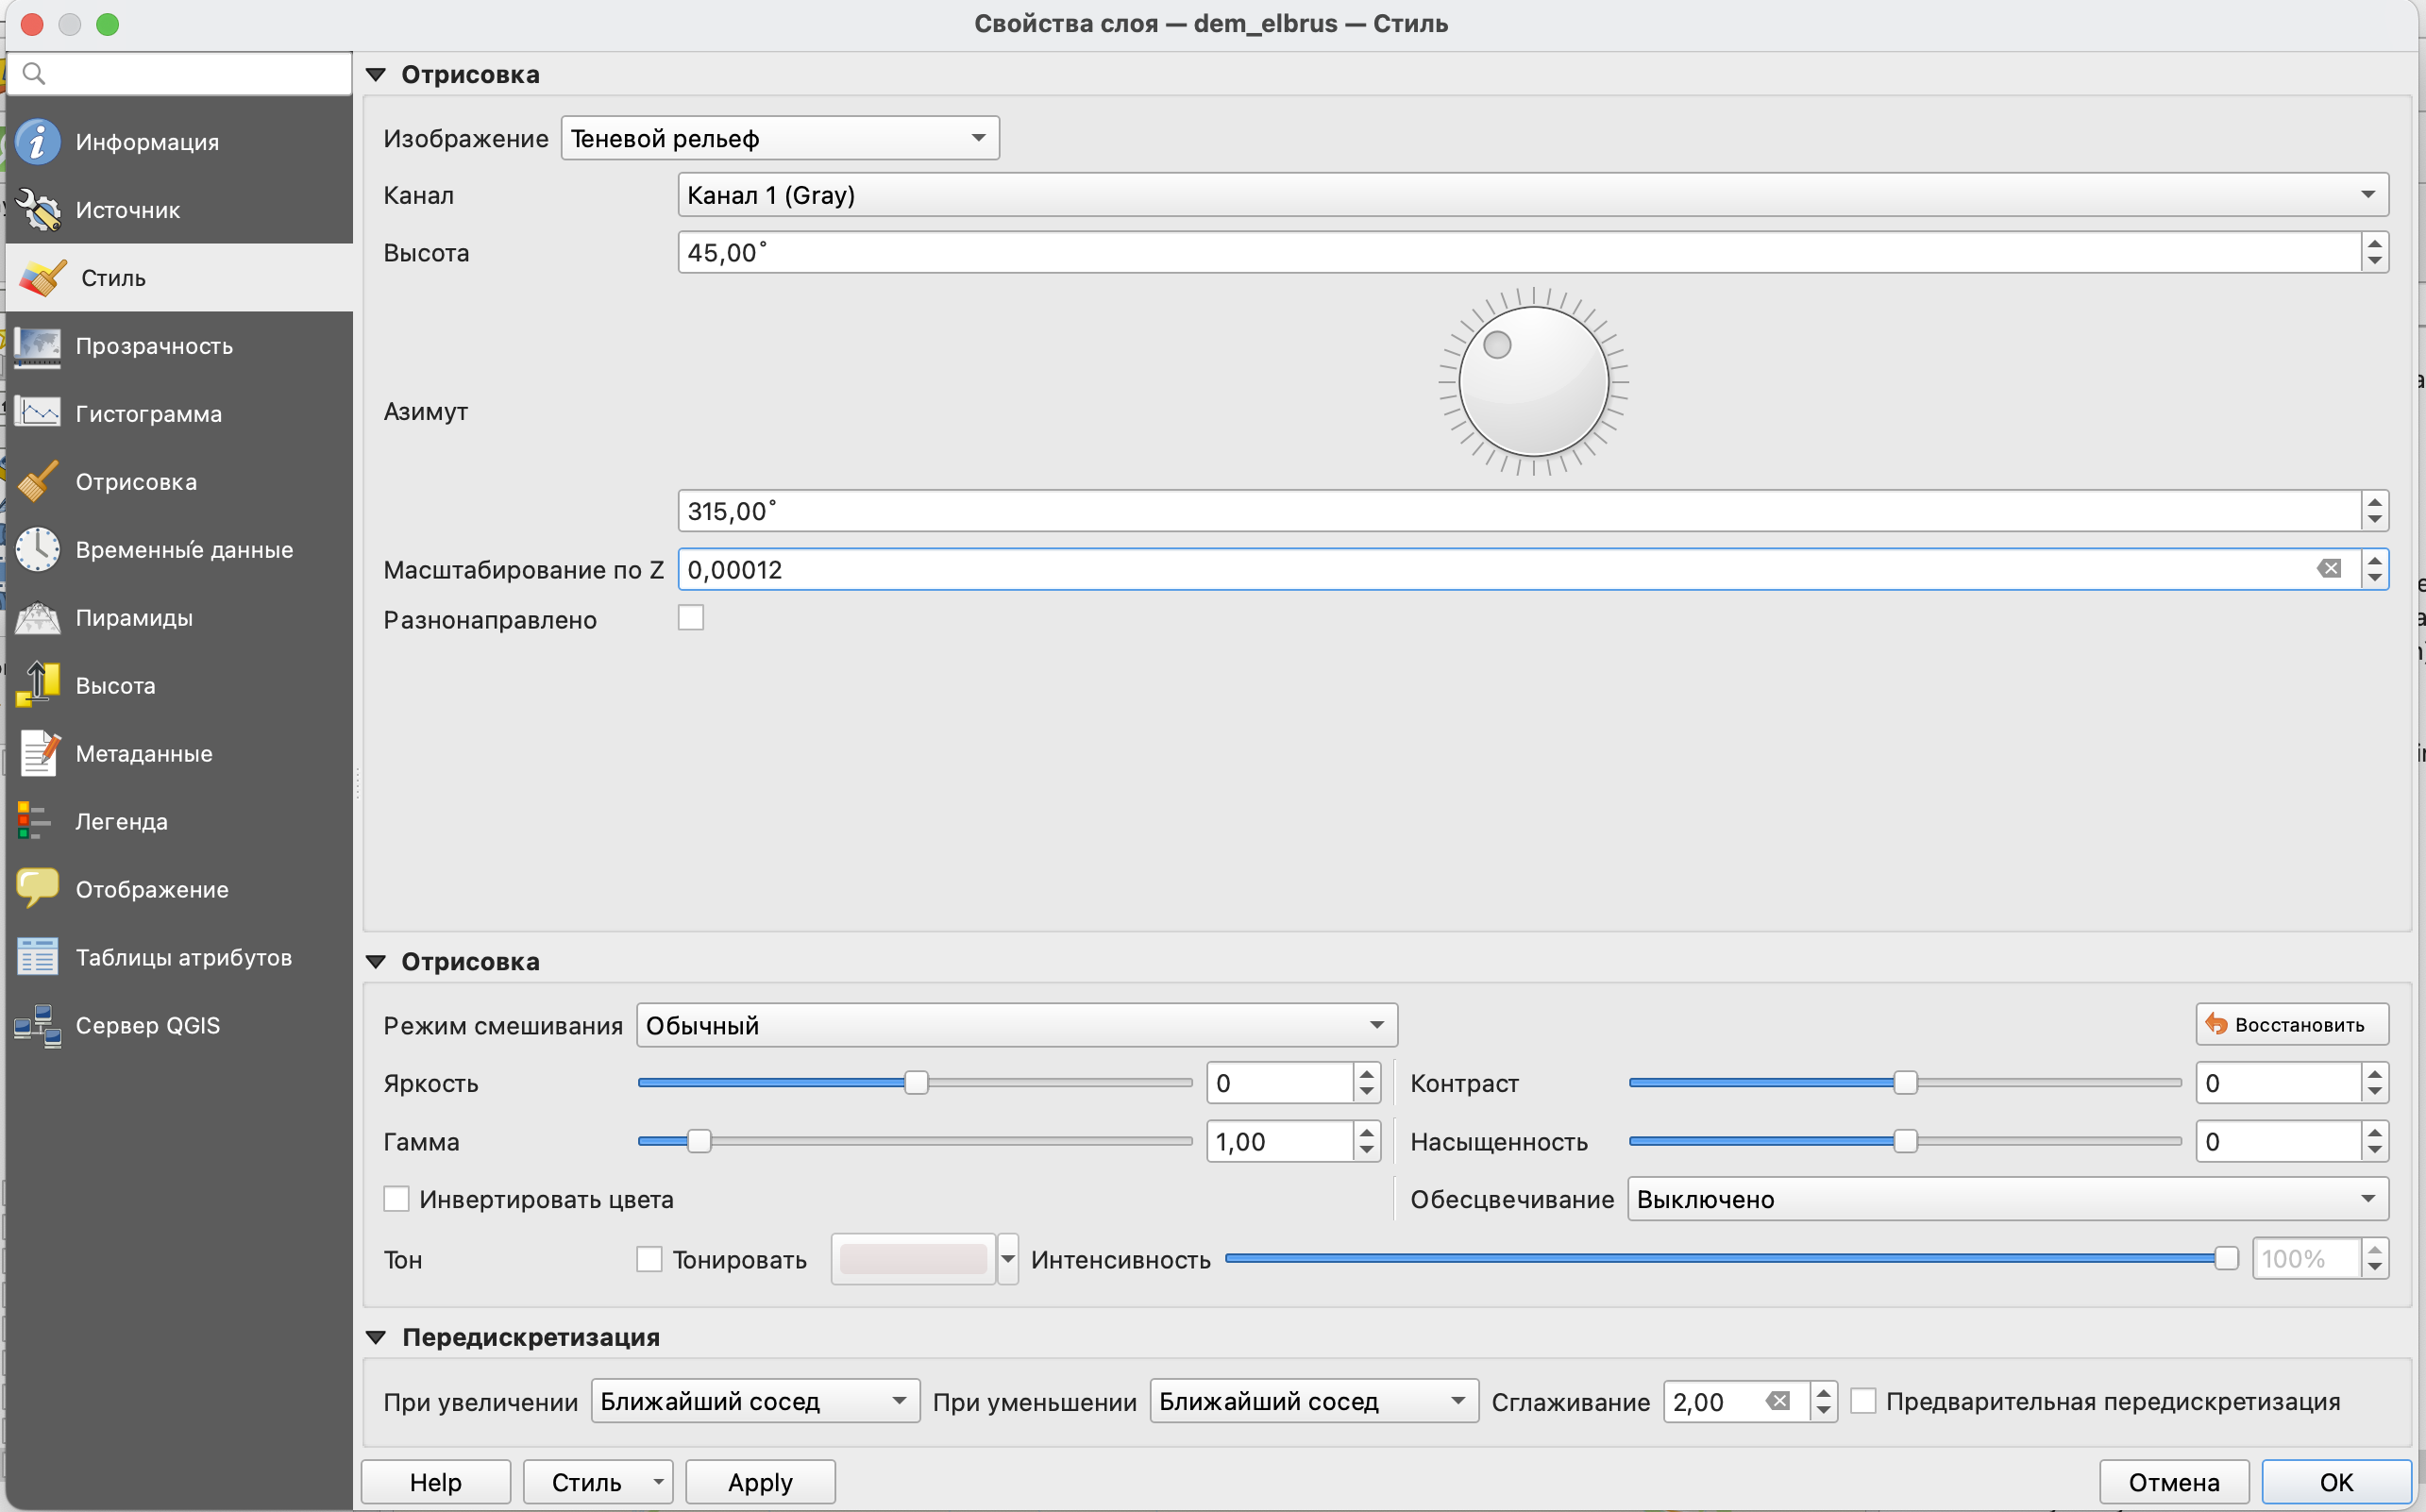 Свойства слоя — dem_elbrus — Стиль
Информация
Источник
Стиль
Прозрачность
Гистограмма
Отрисовка
Временны́е данные
Пирамиды
Высота
Метаданные
Легенда
Отображение
Таблицы атрибутов
Сервер QGIS
Отрисовка
Изображение Теневой рельеф
Канал Канал 1 (Gray)
Высота 45,00˚
Азимут
315,00˚
Масштабирование по Z 0,00012
Разнонаправлено
Отрисовка
Режим смешивания Обычный Восстановить
Яркость 0 Контраст 0
Гамма 1,00 Насыщенность 0
Инвертировать цвета Обесцвечивание Выключено
Тон Тонировать Интенсивность 100%
Передискретизация
При увеличении Ближайший сосед При уменьшении Ближайший сосед Сглаживание 2,00 Предварительная передискретизация
Help Стиль Apply Отмена OK